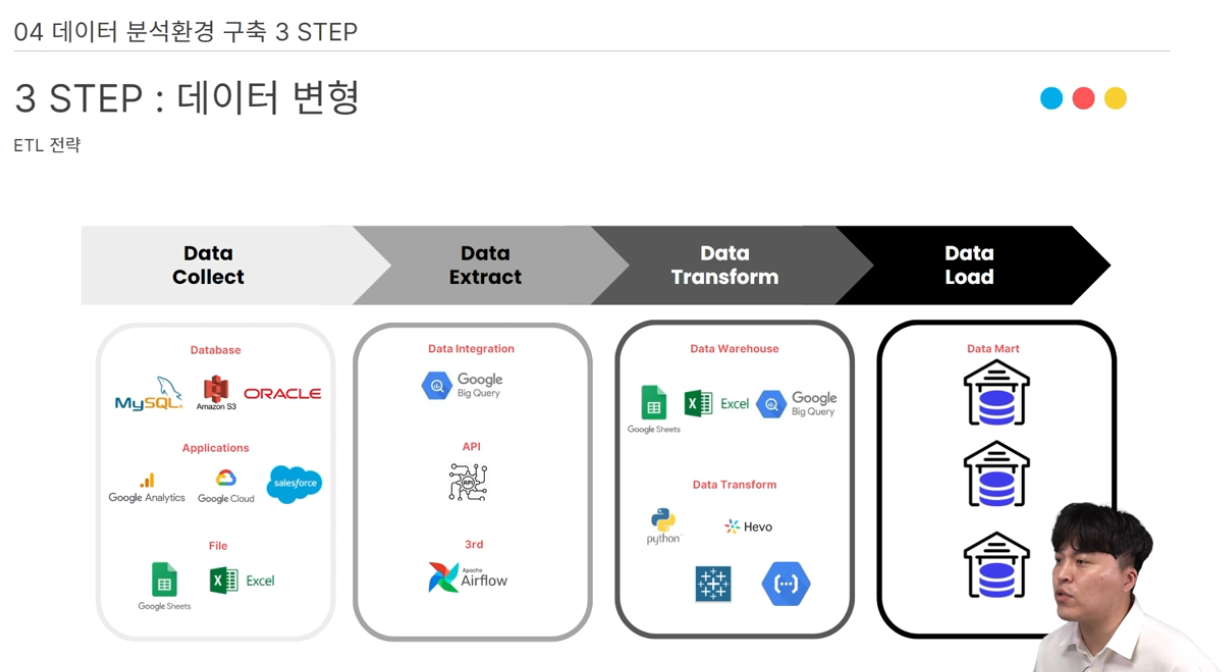 04 데이터 분석환경 구축 3 STEP
3 STEP : 데이터 변형
ETL 전략
Data
Collect
Data
Extract
Data
Transform
Data
Load
Database
MySQL
Amazon S3
ORACLE
Applications
Google Analytics
Google Cloud
salesforce
File
Google Sheets
X
Excel
Data Integration
Google
Big Query
API
API
3rd
Apache
Airflow
Data Warehouse
Google Sheets
X
Excel
Google
Big Query
Data Transform
python
Hevo
{...}
Data Mart